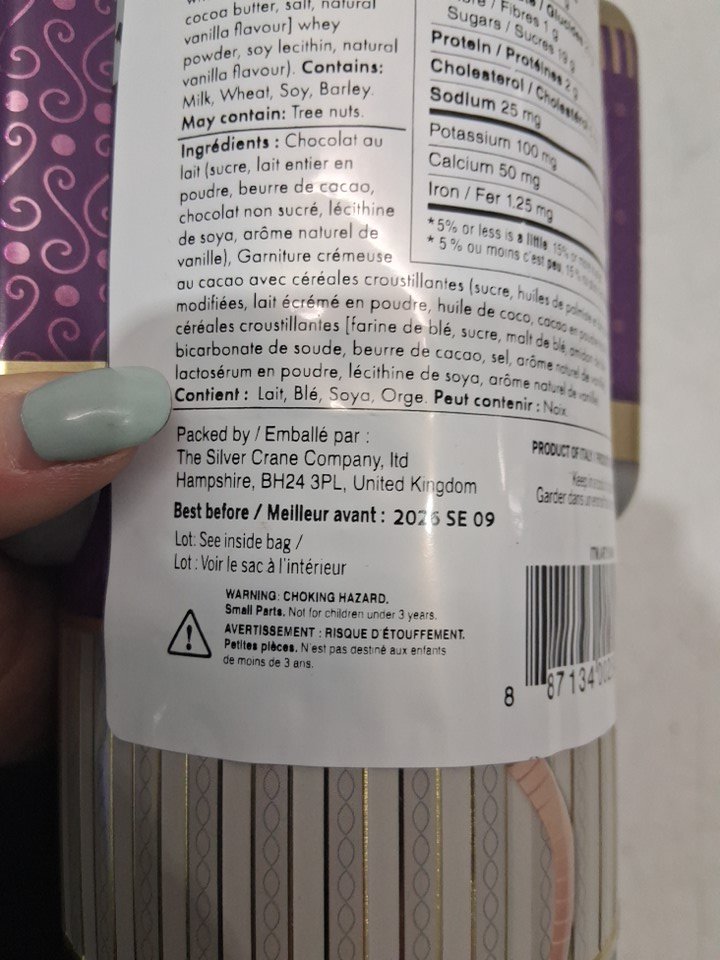 cocoa butter, salt, natural
vanilla flavour] whey
powder, soy lecithin, natural
vanilla flavour). Contains:
Milk, Wheat, Soy, Barley.
May contain: Tree nuts.
Ingrédients : Chocolat au
lait (sucre, lait entier en
poudre, beurre de cacao,
chocolat non sucré, lécithine
de soya, arôme naturel de
vanille), Garniture crémeuse
au cacao avec céréales croustillantes (sucre, huiles de palme
modifiées, lait écrémé en poudre, huile de coco, cacao en poudre
céréales croustillantes [farine de blé, sucre, malt de blé, amidon
bicarbonate de soude, beurre de cacao, sel, arôme naturel de
lactosérum en poudre, lécithine de soya, arôme naturel de vanille
Contient : Lait, Blé, Soya, Orge. Peut contenir : Noix
/ Fibres 1 g
Sugars / Sucres 19 g
Protein / Protéines 2 g
Cholesterol / Cholestérol
Sodium 25 mg
Potassium 100 mg
Calcium 50 mg
Iron / Fer 1.25 mg
*5% or less is a little, 15%
* 5 % ou moins c'est peu, 15
Packed by / Emballé par :
The Silver Crane Company, ltd
Hampshire, BH24 3PL, United Kingdom
Best before / Meilleur avant : 2026 SE 09
Lot: See inside bag /
Lot : Voir le sac à l'intérieur
WARNING: CHOKING HAZARD.
Small Parts. Not for children under 3 years.
AVERTISSEMENT : RISQUE D'ÉTOUFFEMENT.
Petites pièces. N'est pas destiné aux enfants
de moins de 3 ans.
PRODUCT OF ITALY
Keep in a
Garder dans un
8 87134